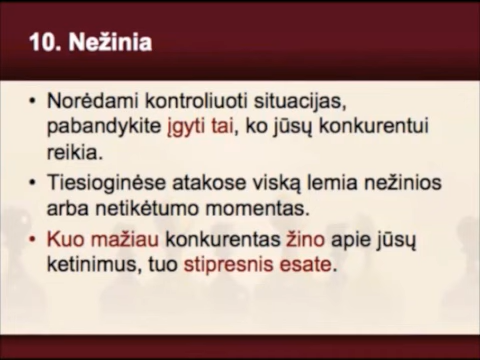 10. Nežinia
• Norėdami kontroliuoti situacijas,
pabandykite įgyti tai, ko jūsų konkurentui
reikia.
• Tiesioginėse atakose viską lemia nežinios
arba netikėtumo momentas.
• Kuo mažiau konkurentas žino apie jūsų
ketinimus, tuo stipresnis esate.